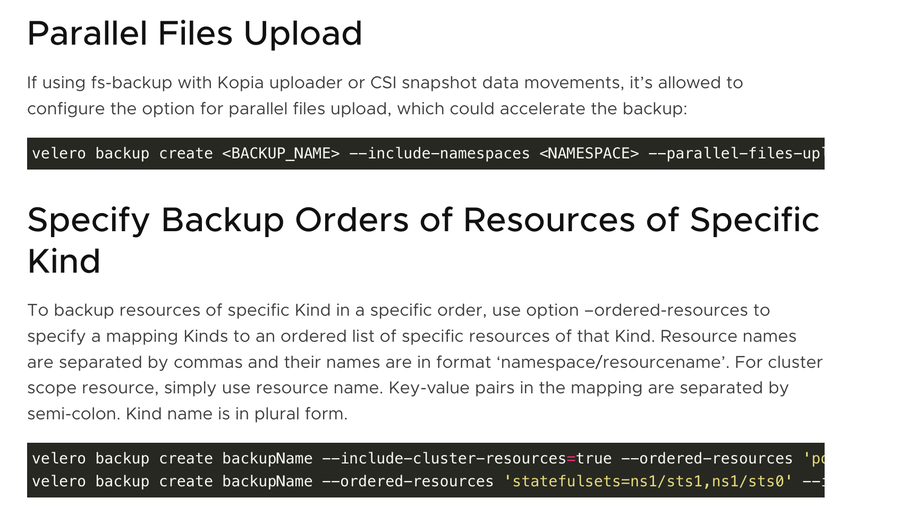 Parallel Files Upload
If using fs-backup with Kopia uploader or CSI snapshot data movements, it’s allowed to
configure the option for parallel files upload, which could accelerate the backup:
velero backup create <BACKUP_NAME> --include-namespaces <NAMESPACE> --parallel-files-upl
Specify Backup Orders of Resources of Specific
Kind
To backup resources of specific Kind in a specific order, use option –ordered-resources to
specify a mapping Kinds to an ordered list of specific resources of that Kind. Resource names
are separated by commas and their names are in format ‘namespace/resourcename’. For cluster
scope resource, simply use resource name. Key-value pairs in the mapping are separated by
semi-colon. Kind name is in plural form.
velero backup create backupName --include-cluster-resources=true --ordered-resources 'po
velero backup create backupName --ordered-resources 'statefulsets=ns1/sts1,ns1/sts0' --i